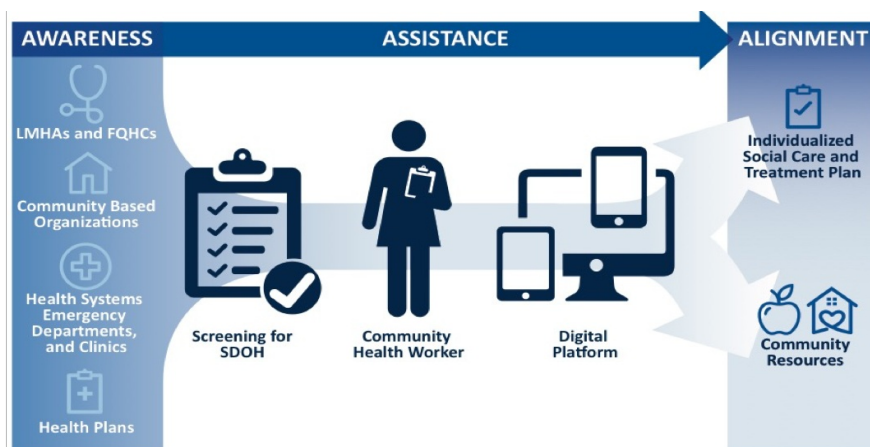 AWARENESS
ASSISTANCE
ALIGNMENT
LMHAs and FQHCs
Community Based
Organizations
Health Systems
Emergency
Departments,
and Clinics
Health Plans
Screening for
SDOH
Community
Health Worker
Digital
Platform
Individualized
Social Care and
Treatment Plan
Community
Resources